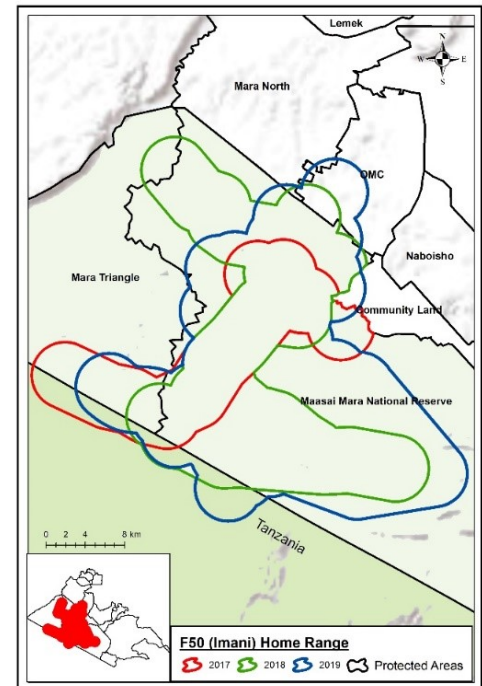 Lemek
N
W E
S
Mara North
OMC
Naboisho
Mara Triangle
Community Land
Maasai Mara National Reserve
Tanzania
0 2 4 8 km
F50 (Imani) Home Range
2017 2018 2019 Protected Areas